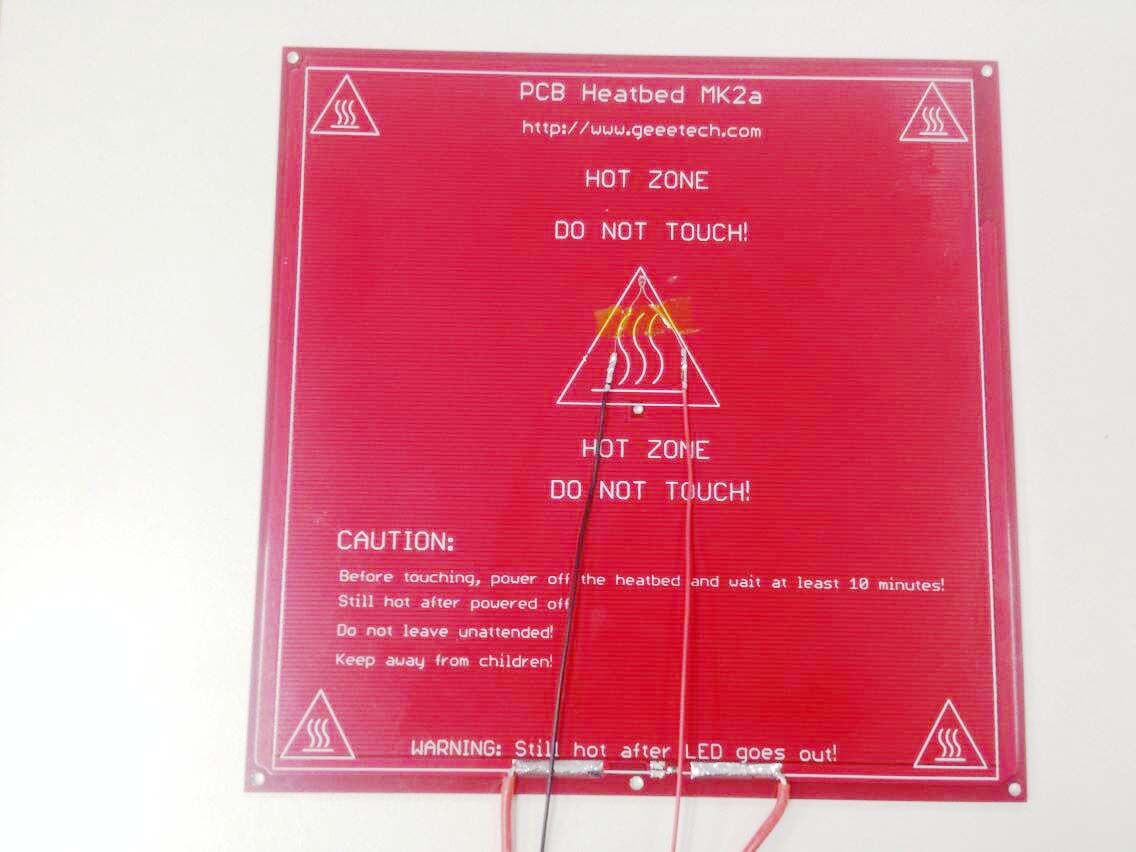 PCB Heatbed MK2a
http://www.geeetech.com
HOT ZONE
DO NOT TOUCH!
HOT ZONE
DO NOT TOUCH!
CAUTION:
Before touching, power off the heatbed and wait at least 10 minutes!
Still hot after powered off
Do not leave unattended!
Keep away from children!
WARNING: Still hot after LED goes out!